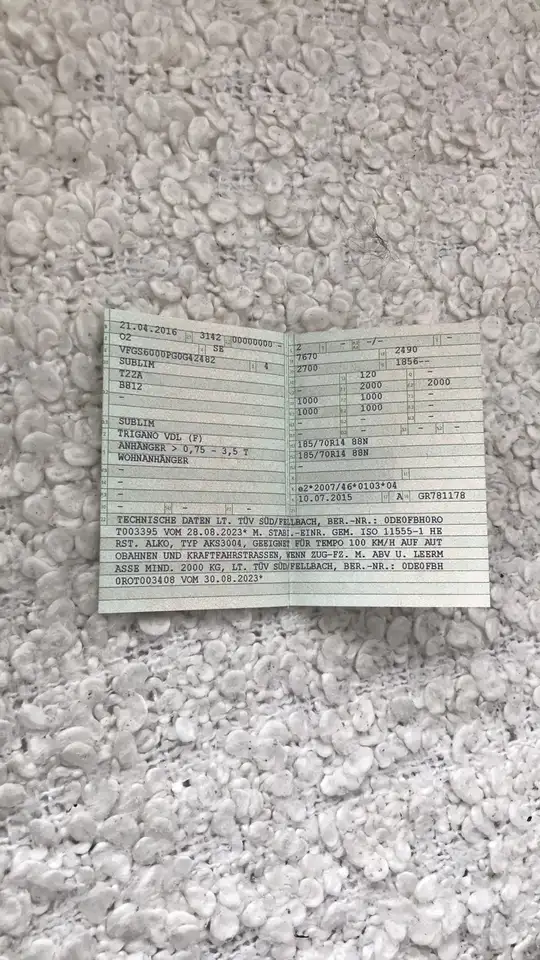 21.04.2016 3142 00000000 -
O2 SE
VFGS6000PG0G42482 4
SUBLIM
T22A
B812
-
SUBLIM
TRIGANO VDL (F)
ANHÄNGER > 0,75 - 3,5 T
WOHNANHÄNGER
-
-
-
- - -
2 - -/- -
7670 2490
2700 1856--
- 120 -
- 2000 2000
1000 1000 -
1000 1000 -
- - - -
- - - -
185/70R14 88N
185/70R14 88N
-
-
e2*2007/46*0103*04
10.07.2015 A GR781178
TECHNISCHE DATEN LT. TÜV SÜD/FELLBACH, BER.-NR.: 0DE0FBH0RO
T003395 VOM 28.08.2023* M. STABI.-EINR. GEM. ISO 11555-1 HE
RST. ALKO, TYP AKS3004, GEEIGNET FÜR TEMPO 100 KM/H AUF AUT
OBAHNEN UND KRAFTFAHRSTRASSEN, WENN ZUG-FZ. M. ABV U. LEERM
ASSE MIND. 2000 KG, LT. TÜV SÜD/FELLBACH, BER.-NR.: 0DE0FBH
0ROT003408 VOM 30.08.2023*